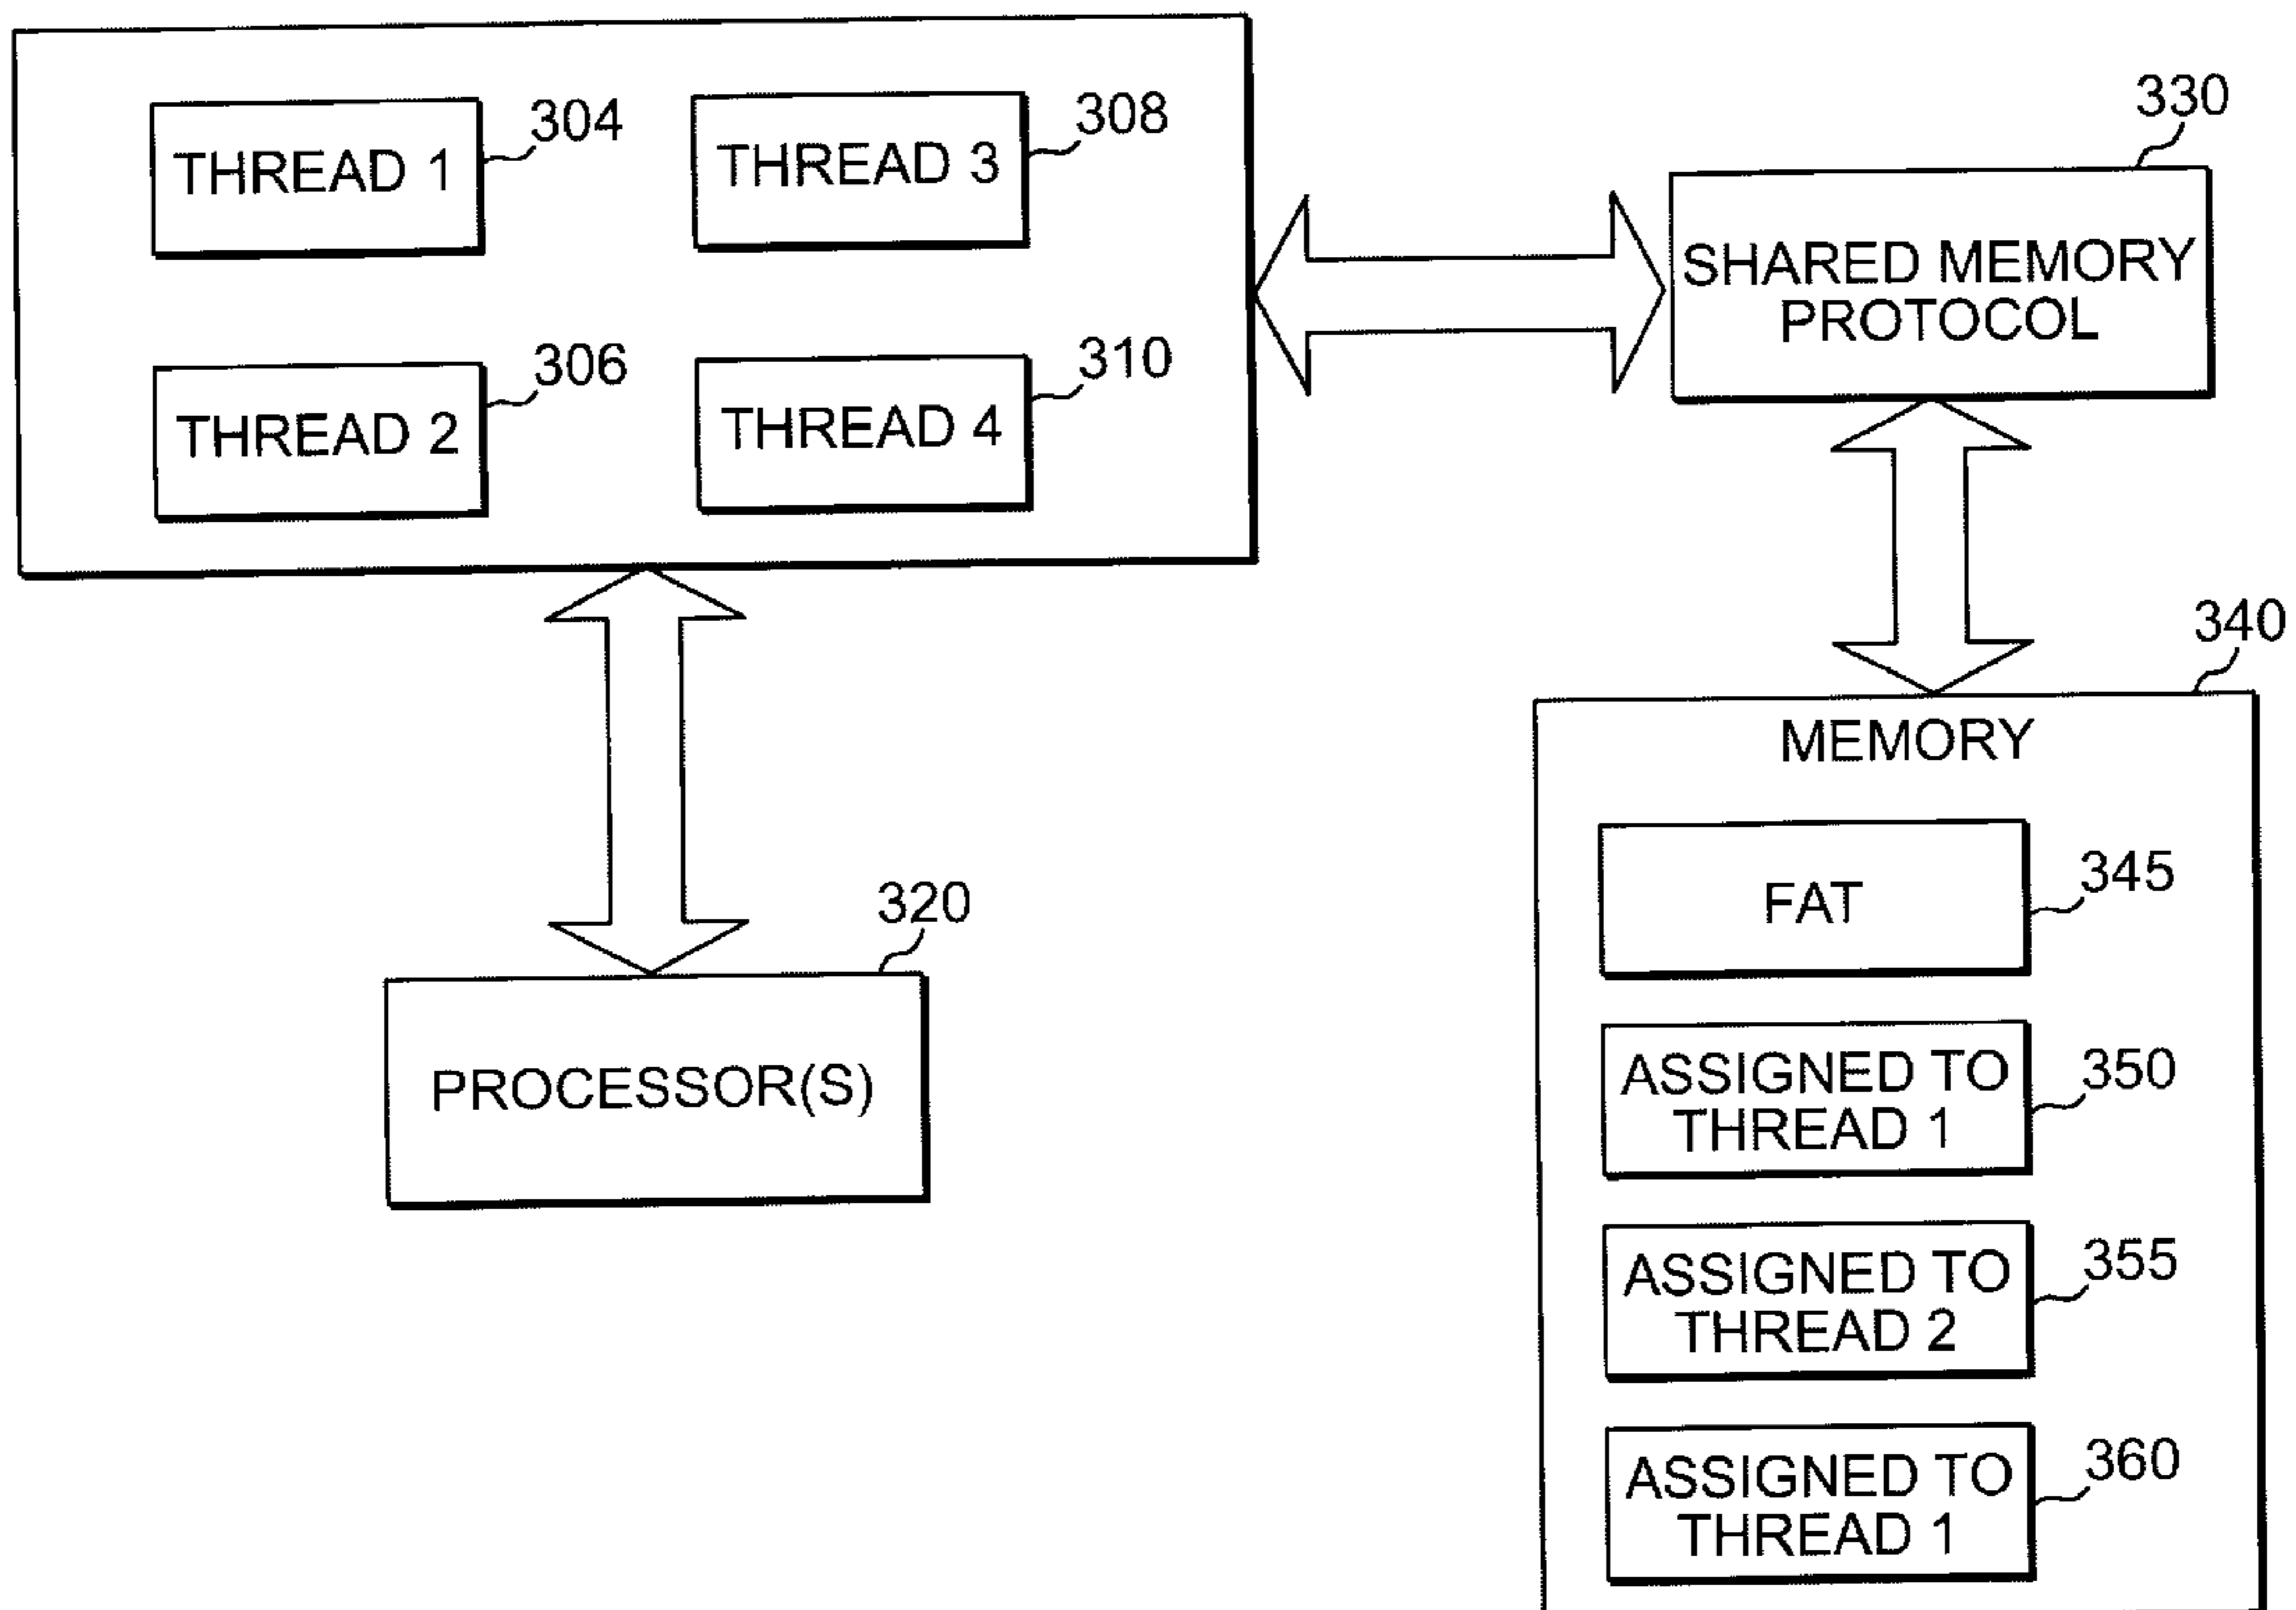 304
THREAD 1
308
THREAD 3
306
THREAD 2
310
THREAD 4
330
SHARED MEMORY
PROTOCOL
320
PROCESSOR(S)
340
MEMORY
345
FAT
350
ASSIGNED TO
THREAD 1
355
ASSIGNED TO
THREAD 2
360
ASSIGNED TO
THREAD 1